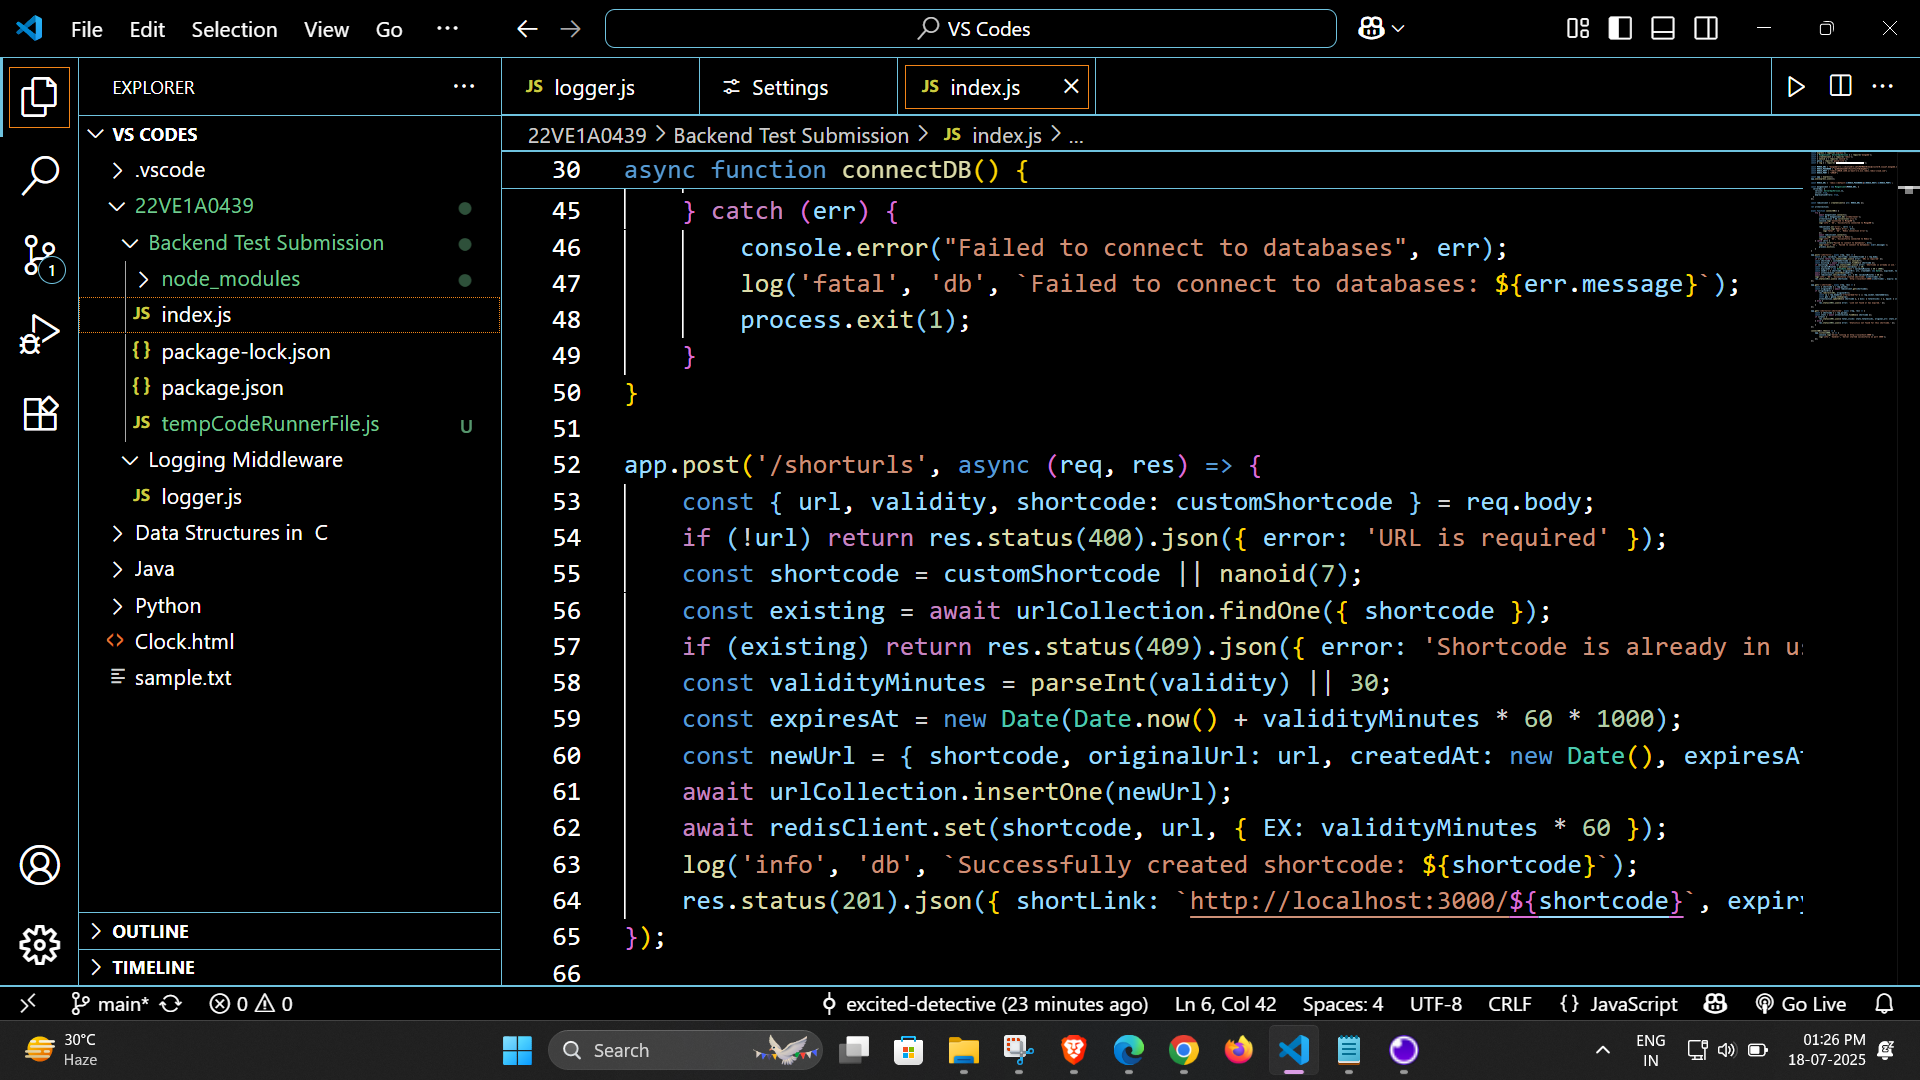 File Edit Selection View Go ... VS Codes
EXPLORER ...
VS CODES
.vscode
22VE1A0439
Backend Test Submission
node_modules
JS index.js
{} package-lock.json
{} package.json
JS tempCodeRunnerFile.js U
Logging Middleware
JS logger.js
Data Structures in C
Java
Python
<> Clock.html
sample.txt
OUTLINE
TIMELINE
1
JS logger.js Settings JS index.js
22VE1A0439 > Backend Test Submission > JS index.js > ...
30 async function connectDB() {
45 } catch (err) {
46 console.error("Failed to connect to databases", err);
47 log('fatal', 'db', `Failed to connect to databases: ${err.message}`);
48 process.exit(1);
49 }
50 }
51
52 app.post('/shorturls', async (req, res) => {
53 const { url, validity, shortcode: customShortcode } = req.body;
54 if (!url) return res.status(400).json({ error: 'URL is required' });
55 const shortcode = customShortcode || nanoid(7);
56 const existing = await urlCollection.findOne({ shortcode });
57 if (existing) return res.status(409).json({ error: 'Shortcode is already in u
58 const validityMinutes = parseInt(validity) || 30;
59 const expiresAt = new Date(Date.now() + validityMinutes * 60 * 1000);
60 const newUrl = { shortcode, originalUrl: url, createdAt: new Date(), expiresAt
61 await urlCollection.insertOne(newUrl);
62 await redisClient.set(shortcode, url, { EX: validityMinutes * 60 });
63 log('info', 'db', `Successfully created shortcode: ${shortcode}`);
64 res.status(201).json({ shortLink: `http://localhost:3000/${shortcode}`, expiry
65 });
66
main* 0 0 excited-detective (23 minutes ago) Ln 6, Col 42 Spaces: 4 UTF-8 CRLF {} JavaScript Go Live
30°C
Haze
Search
ENG
IN
01:26 PM
18-07-2025